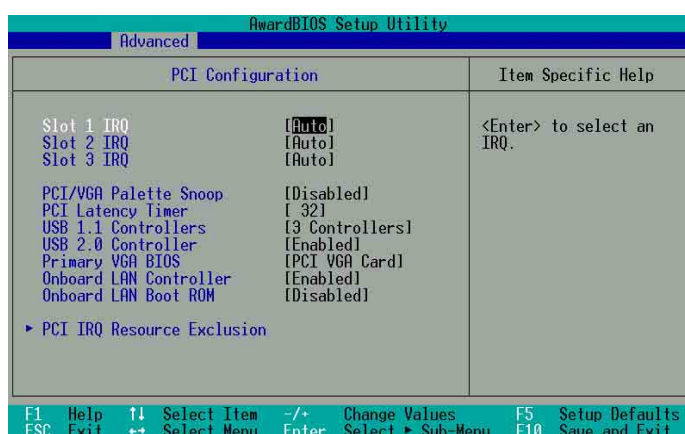 AwardBIOS Setup Utility
Advanced
PCI Configuration
Item Specific Help
Slot 1 IRQ [Auto]
Slot 2 IRQ [Auto]
Slot 3 IRQ [Auto]
<Enter> to select an
IRQ.
PCI/VGA Palette Snoop [Disabled]
PCI Latency Timer [ 32]
USB 1.1 Controllers [3 Controllers]
USB 2.0 Controller [Enabled]
Primary VGA BIOS [PCI VGA Card]
Onboard LAN Controller [Enabled]
Onboard LAN Boot ROM [Disabled]
▸ PCI IRQ Resource Exclusion
F1 Help ↑↓ Select Item -/+ Change Values F5 Setup Defaults
ESC Exit ↔ Select Menu Enter Select ▸ Sub-Menu F10 Save and Exit